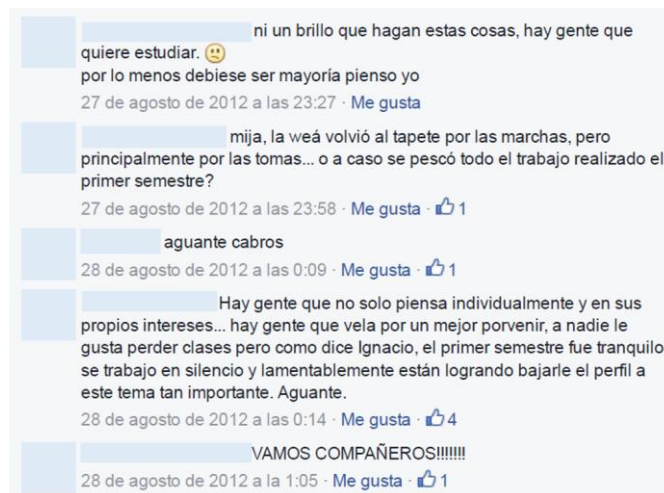 ni un brillo que hagan estas cosas, hay gente que
quiere estudiar.
por lo menos debiese ser mayoría pienso yo
27 de agosto de 2012 a las 23:27 · Me gusta
mija, la weá volvió al tapete por las marchas, pero
principalmente por las tomas... o a caso se pescó todo el trabajo realizado el
primer semestre?
27 de agosto de 2012 a las 23:58 · Me gusta · 1
aguante cabros
28 de agosto de 2012 a las 0:09 · Me gusta · 1
Hay gente que no solo piensa individualmente y en sus
propios intereses... hay gente que vela por un mejor porvenir, a nadie le
gusta perder clases pero como dice Ignacio, el primer semestre fue tranquilo
se trabajo en silencio y lamentablemente están logrando bajarle el perfil a
este tema tan importante. Aguante.
28 de agosto de 2012 a las 0:14 · Me gusta · 4
VAMOS COMPAÑEROS!!!!!!!
28 de agosto de 2012 a la 1:05 · Me gusta · 1